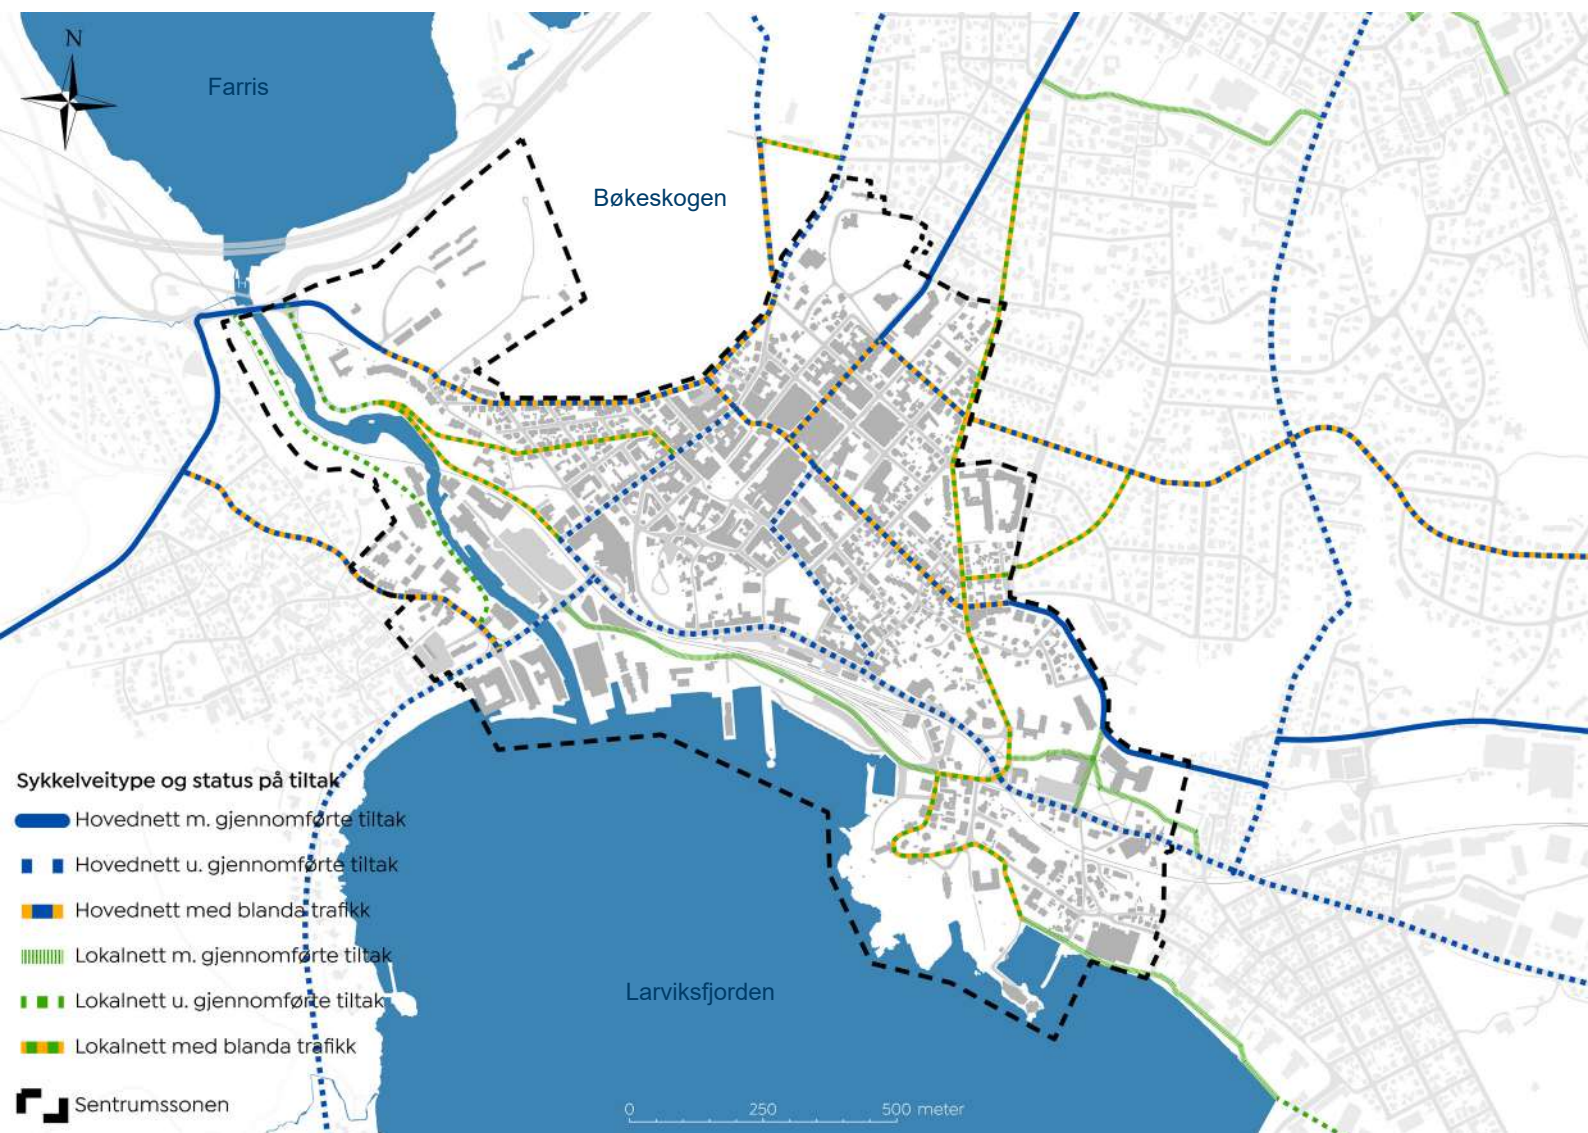 N
Farris
Bøkeskogen
Sykkelveitype og status på tiltak
Hovednett m. gjennomførte tiltak
Hovednett u. gjennomførte tiltak
Hovednett med blanda trafikk
Lokalnett m. gjennomførte tiltak
Lokalnett u. gjennomførte tiltak
Lokalnett med blanda trafikk
Sentrumssonen
Larviksfjorden
0 250 500 meter